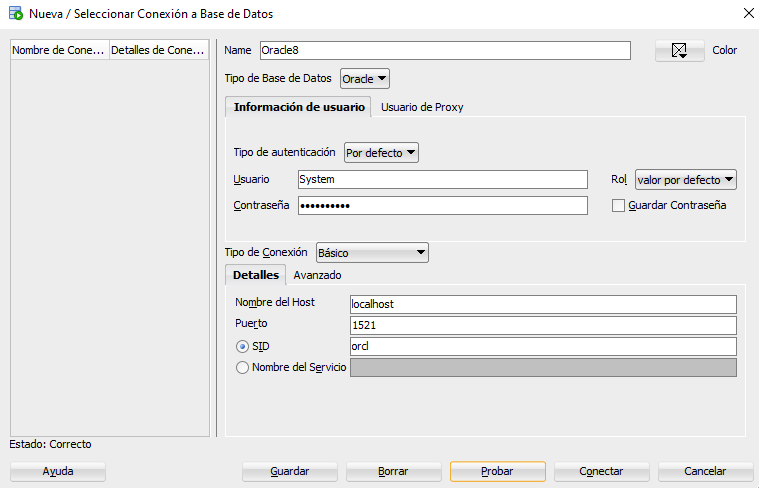 Nueva / Seleccionar Conexión a Base de Datos
Nombre de Cone... Detalles de Cone...
Name Oracle8 Color
Tipo de Base de Datos Oracle
Información de usuario Usuario de Proxy
Tipo de autenticación Por defecto
Usuario System Rol valor por defecto
Contraseña •••••••••• Guardar Contraseña
Tipo de Conexión Básico
Detalles Avanzado
Nombre del Host localhost
Puerto 1521
SID orcl
Nombre del Servicio
Estado: Correcto
Ayuda Guardar Borrar Probar Conectar Cancelar